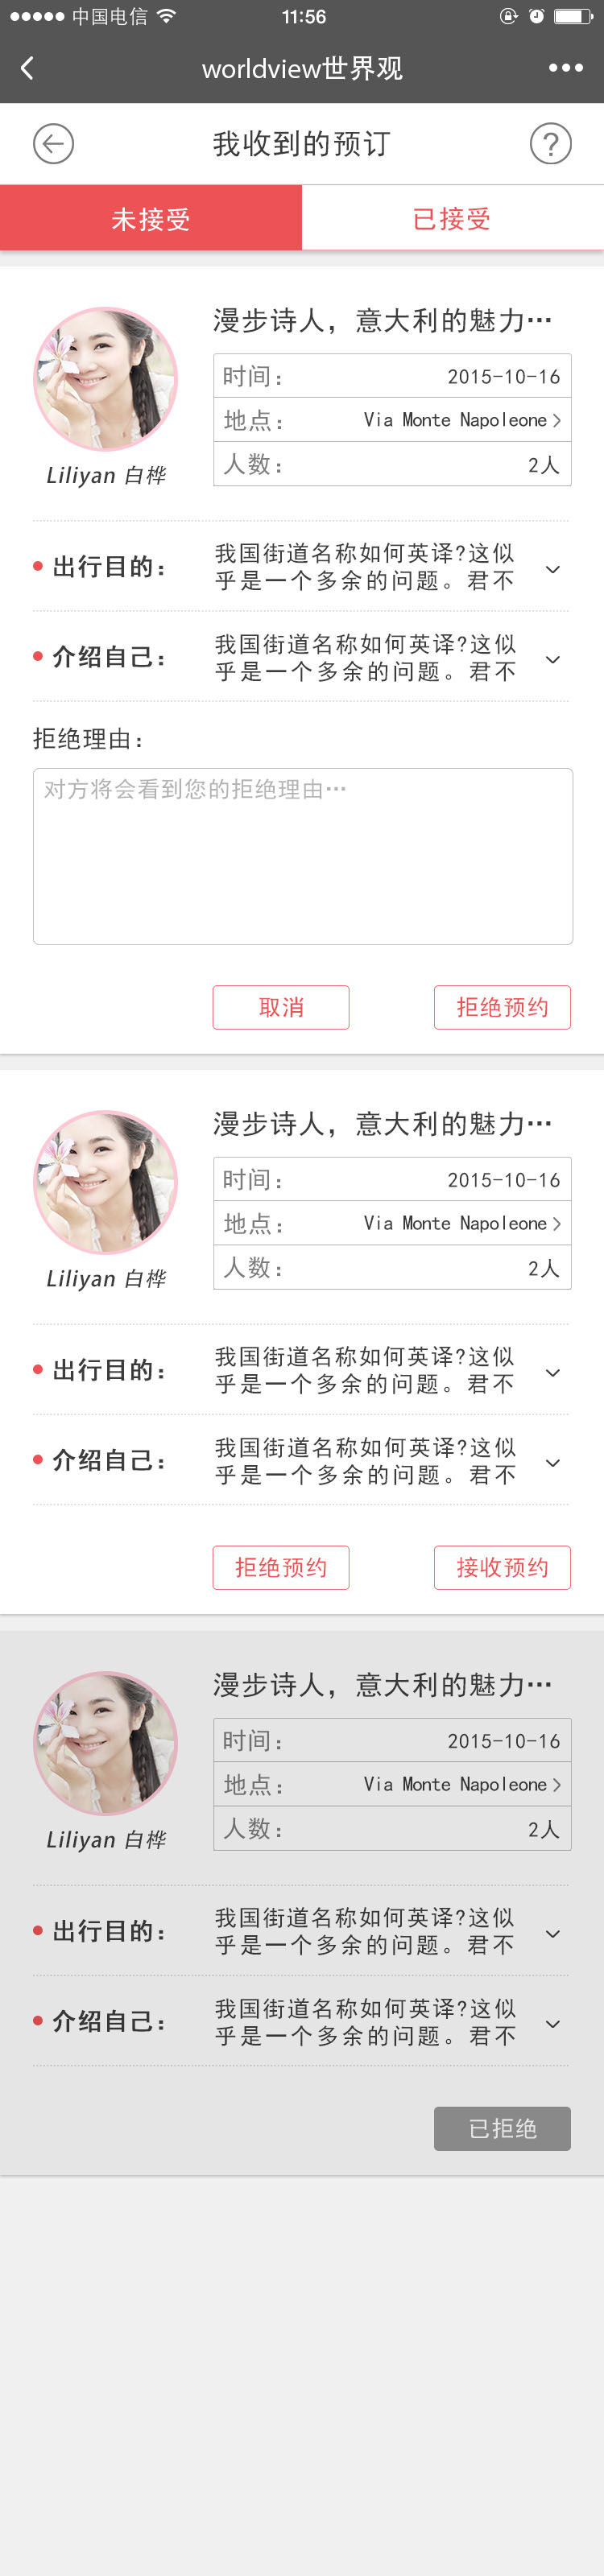 中国电信 11:56
worldview世界观
我收到的预订
未接受 已接受
漫步诗人，意大利的魅力…
时间： 2015-10-16
地点： Via Monte Napoleone
人数： 2人
Liliyan 白桦
出行目的： 我国街道名称如何英译?这似
乎是一个多余的问题。君不
介绍自己： 我国街道名称如何英译?这似
乎是一个多余的问题。君不
拒绝理由：
对方将会看到您的拒绝理由…
取消 拒绝预约
漫步诗人，意大利的魅力…
时间： 2015-10-16
地点： Via Monte Napoleone
人数： 2人
Liliyan 白桦
出行目的： 我国街道名称如何英译?这似
乎是一个多余的问题。君不
介绍自己： 我国街道名称如何英译?这似
乎是一个多余的问题。君不
拒绝预约 接收预约
漫步诗人，意大利的魅力…
时间： 2015-10-16
地点： Via Monte Napoleone
人数： 2人
Liliyan 白桦
出行目的： 我国街道名称如何英译?这似
乎是一个多余的问题。君不
介绍自己： 我国街道名称如何英译?这似
乎是一个多余的问题。君不
已拒绝